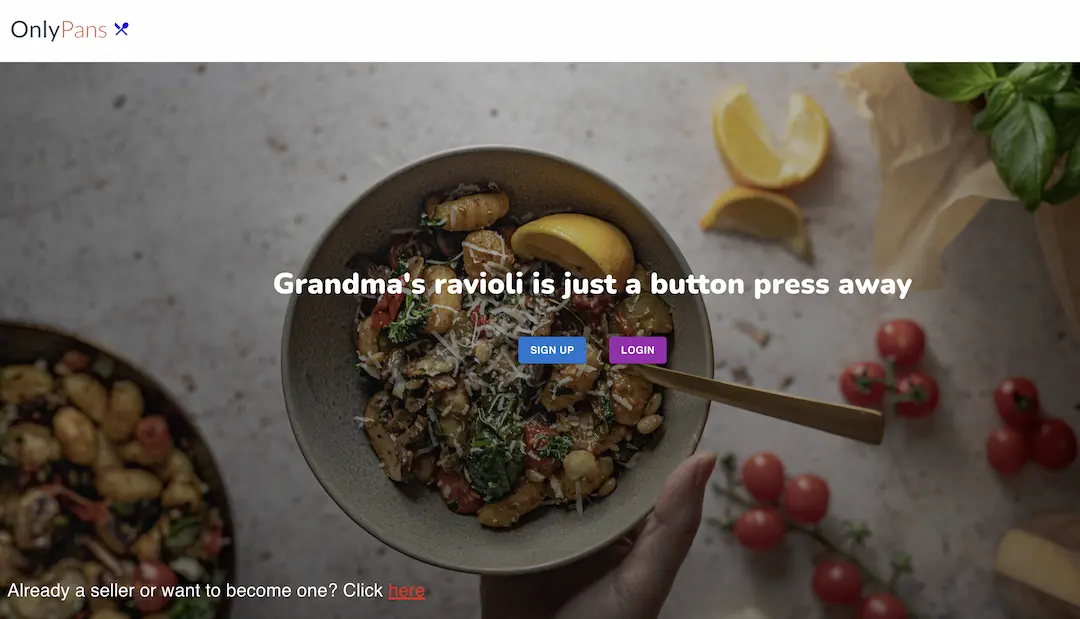 OnlyPans
Grandma's ravioli is just a button press away
SIGN UP
LOGIN
Already a seller or want to become one? Click here